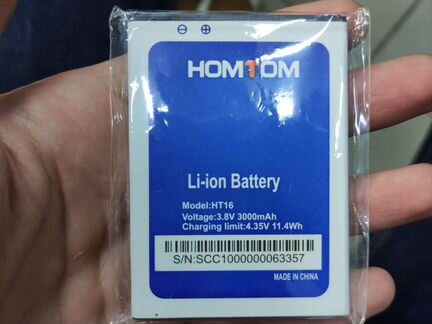 ⊖ ⊕
HOMTOM
Li-ion Battery
Model:HT16
Voltage:3.8V 3000mAh
Charging limit:4.35V 11.4Wh
S/N:SCC1000000063357
MADE IN CHINA